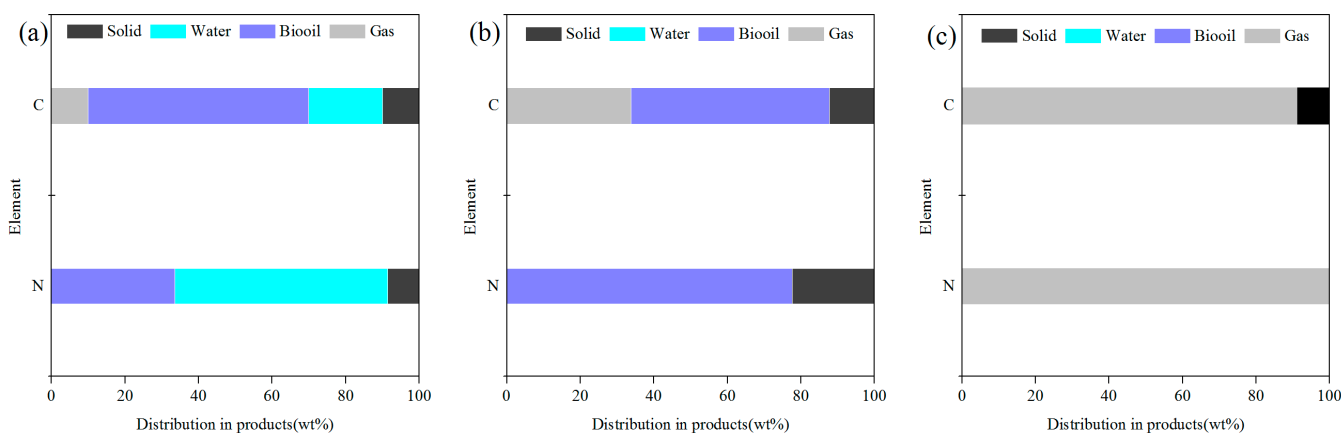 (a) Solid Water Biooil Gas
C
Element
N
0 20 40 60 80 100
Distribution in products(wt%)
(b) Solid Water Biooil Gas
C
Element
N
0 20 40 60 80 100
Distribution in products(wt%)
(c) Solid Water Biooil Gas
C
Element
N
0 20 40 60 80 100
Distribution in products(wt%)